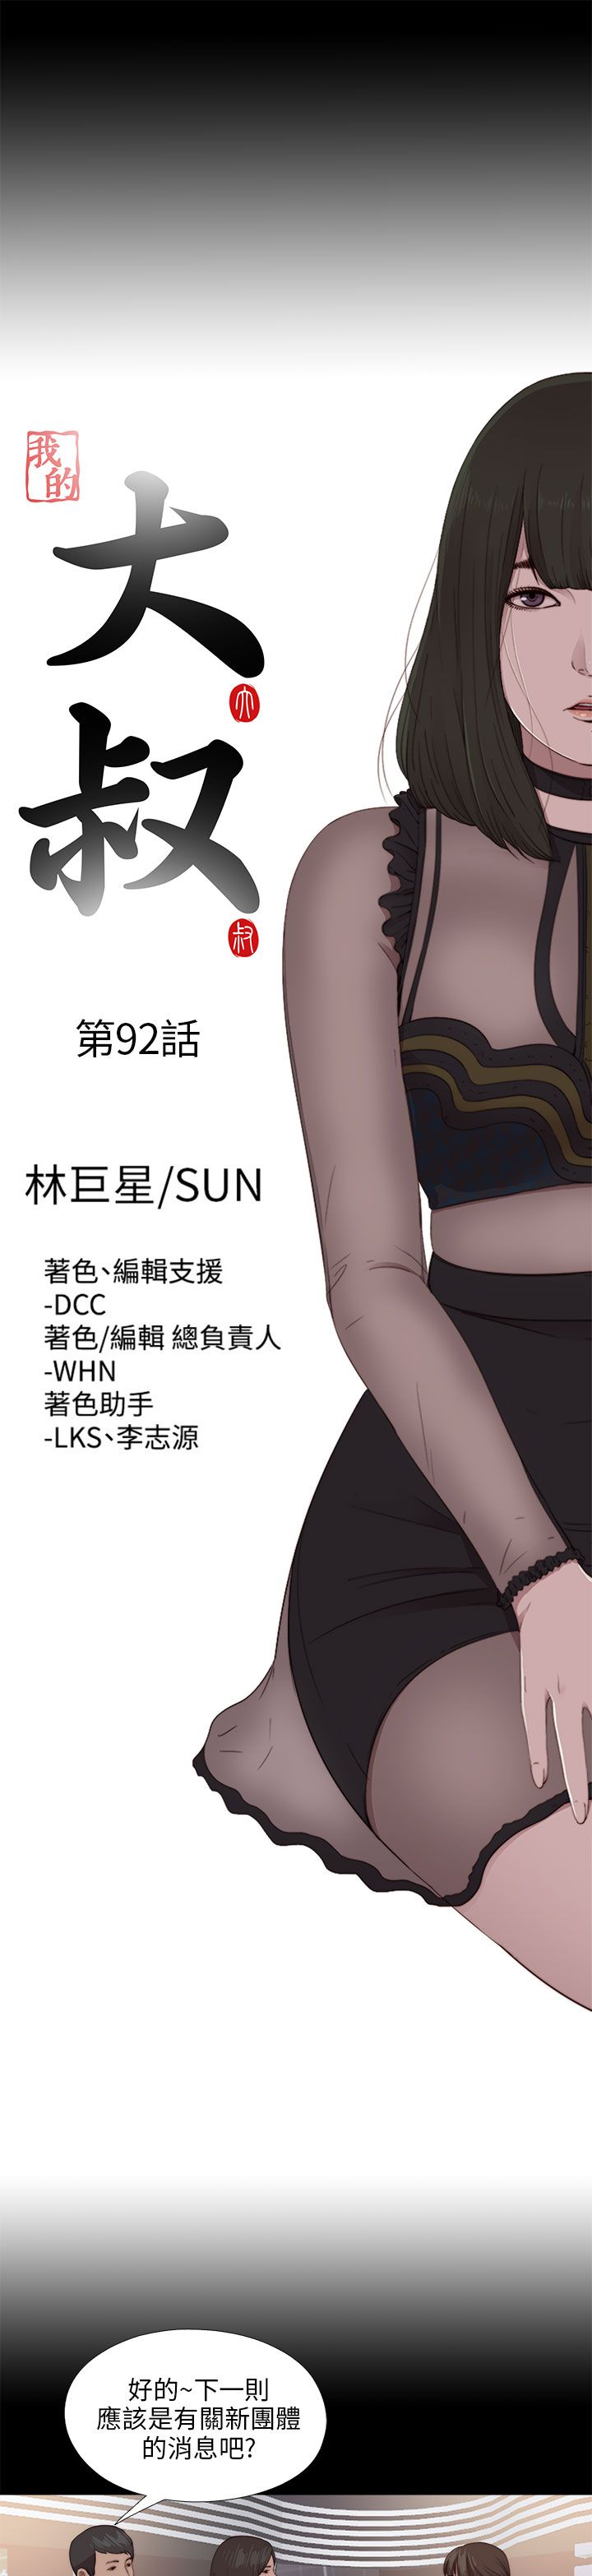 我的
大
大
叔
叔
第92話
林巨星/SUN
著色、編輯支援
-DCC
著色/編輯 總負責人
-WHN
著色助手
-LKS、李志源
好的~下一則
應該是有關新團體
的消息吧?